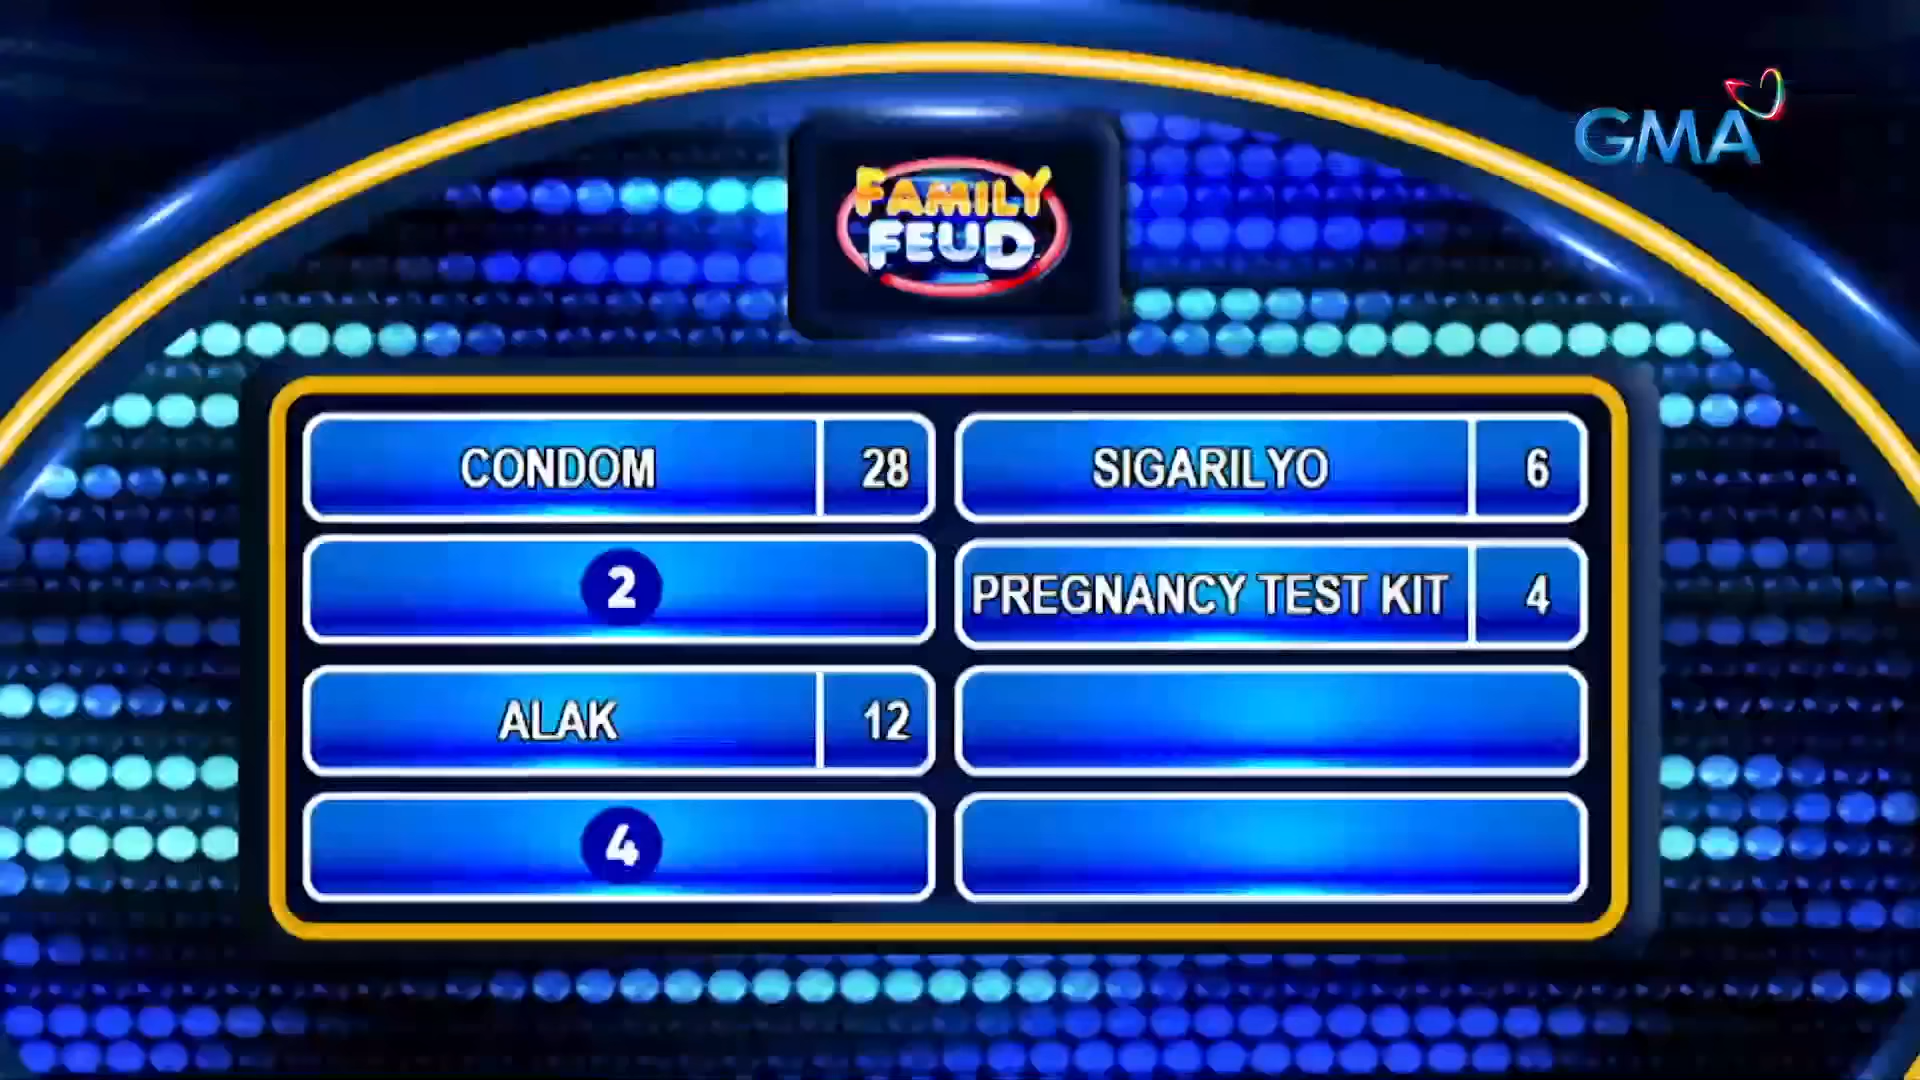 GMA
FAMILY
FEUD
CONDOM 28
2
ALAK 12
4
SIGARILYO 6
PREGNANCY TEST KIT 4